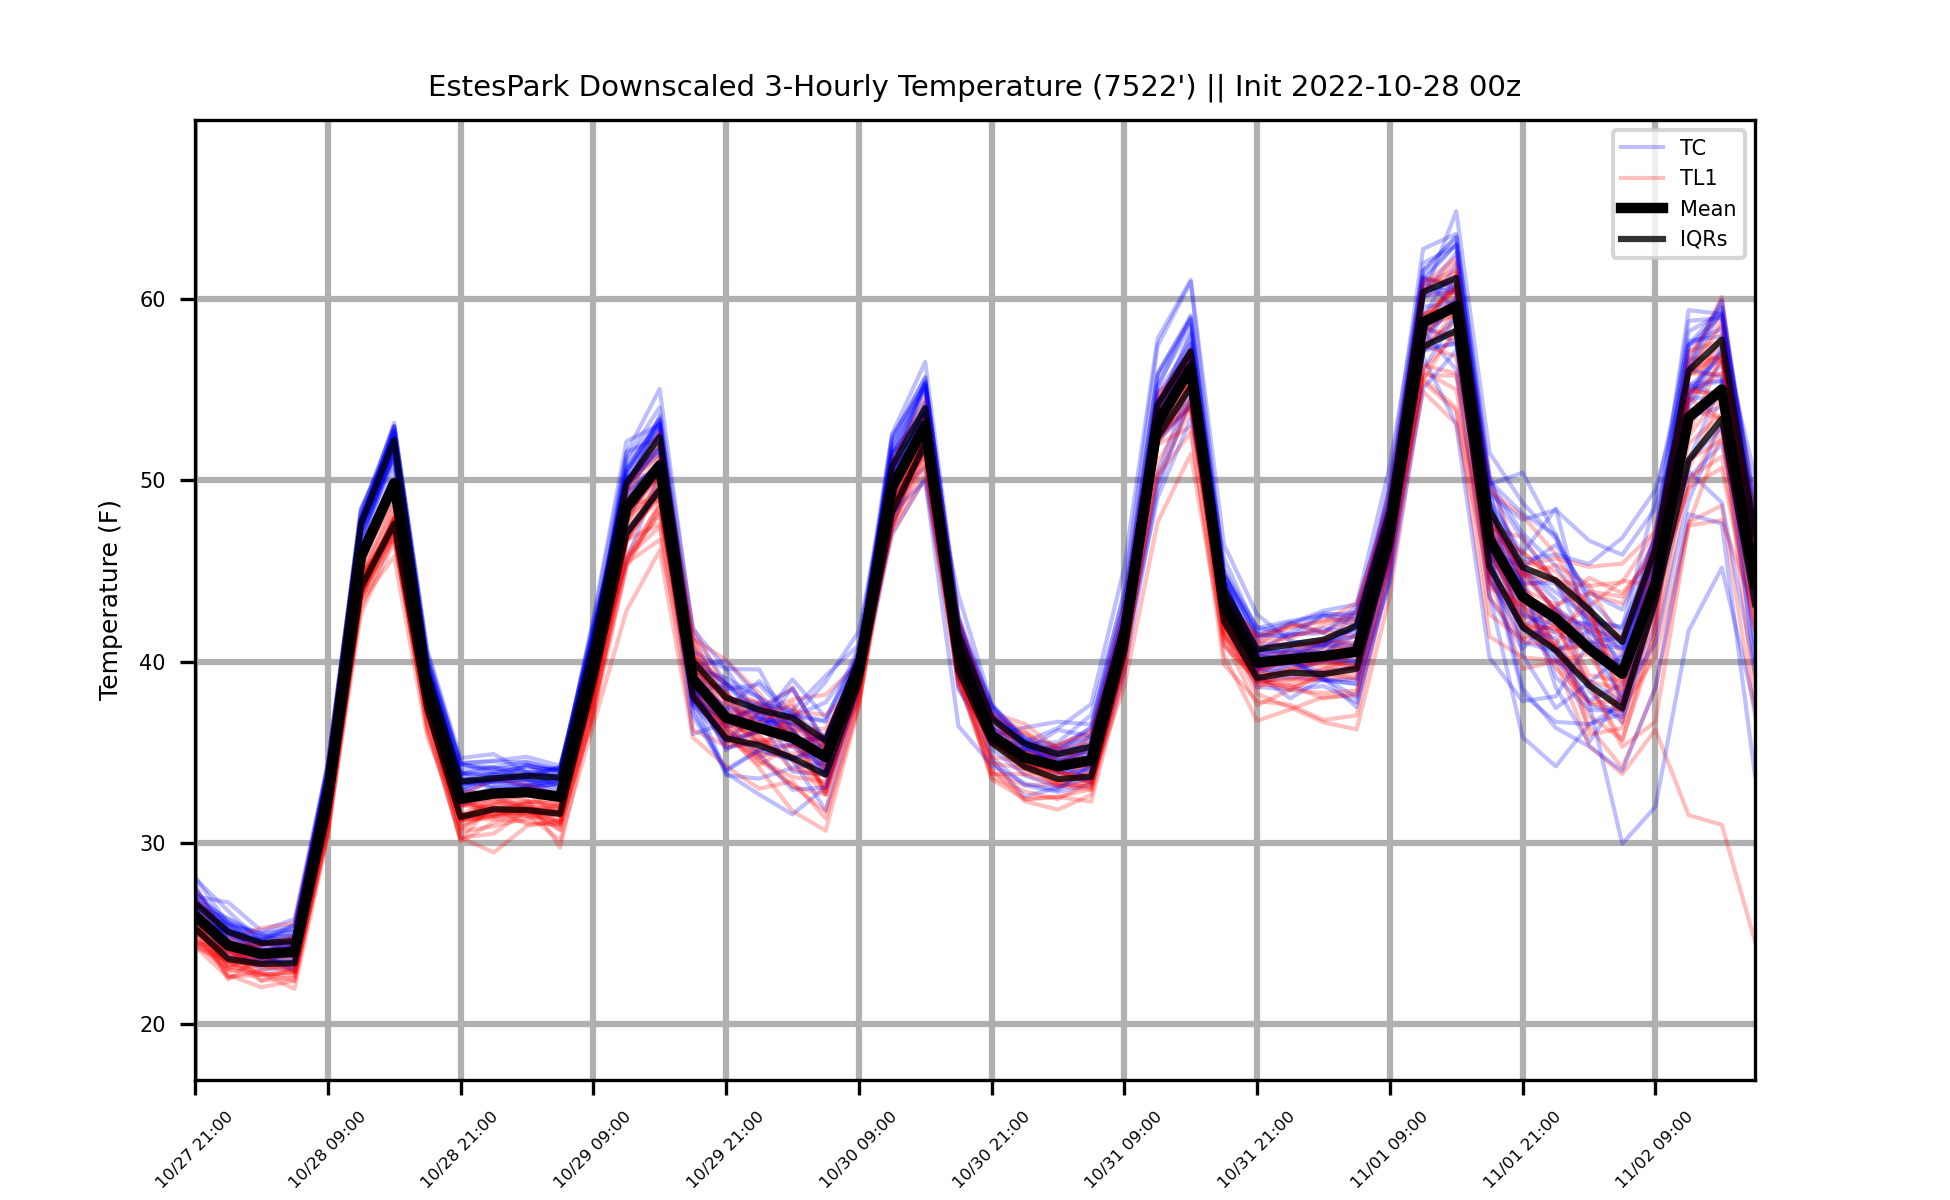 EstesPark Downscaled 3-Hourly Temperature (7522') || Init 2022-10-28 00z
TC
TL1
Mean
IQRs
Temperature (F)
60
50
40
30
20
10/27 21:00
10/28 09:00
10/28 21:00
10/29 09:00
10/29 21:00
10/30 09:00
10/30 21:00
10/31 09:00
10/31 21:00
11/01 09:00
11/01 21:00
11/02 09:00